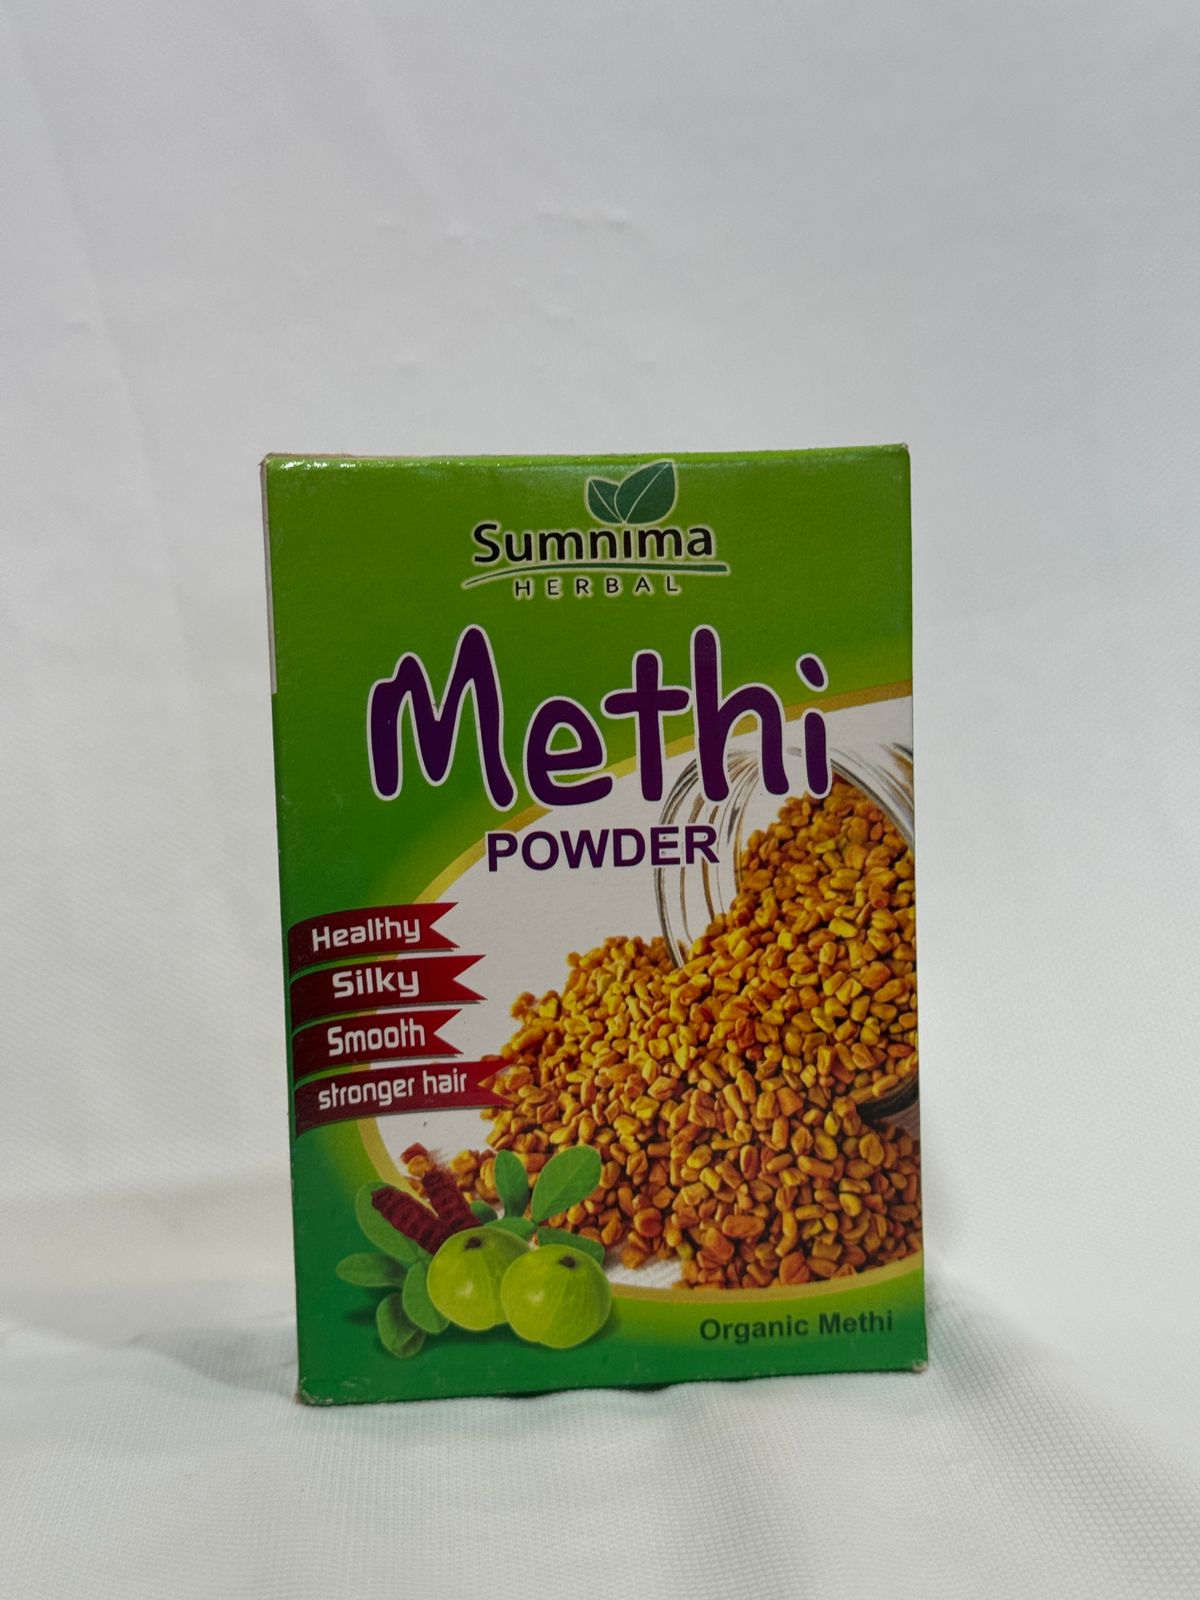 Sumnima
HERBAL
Methi
POWDER
Healthy
Silky
Smooth
stronger hair
Organic Methi